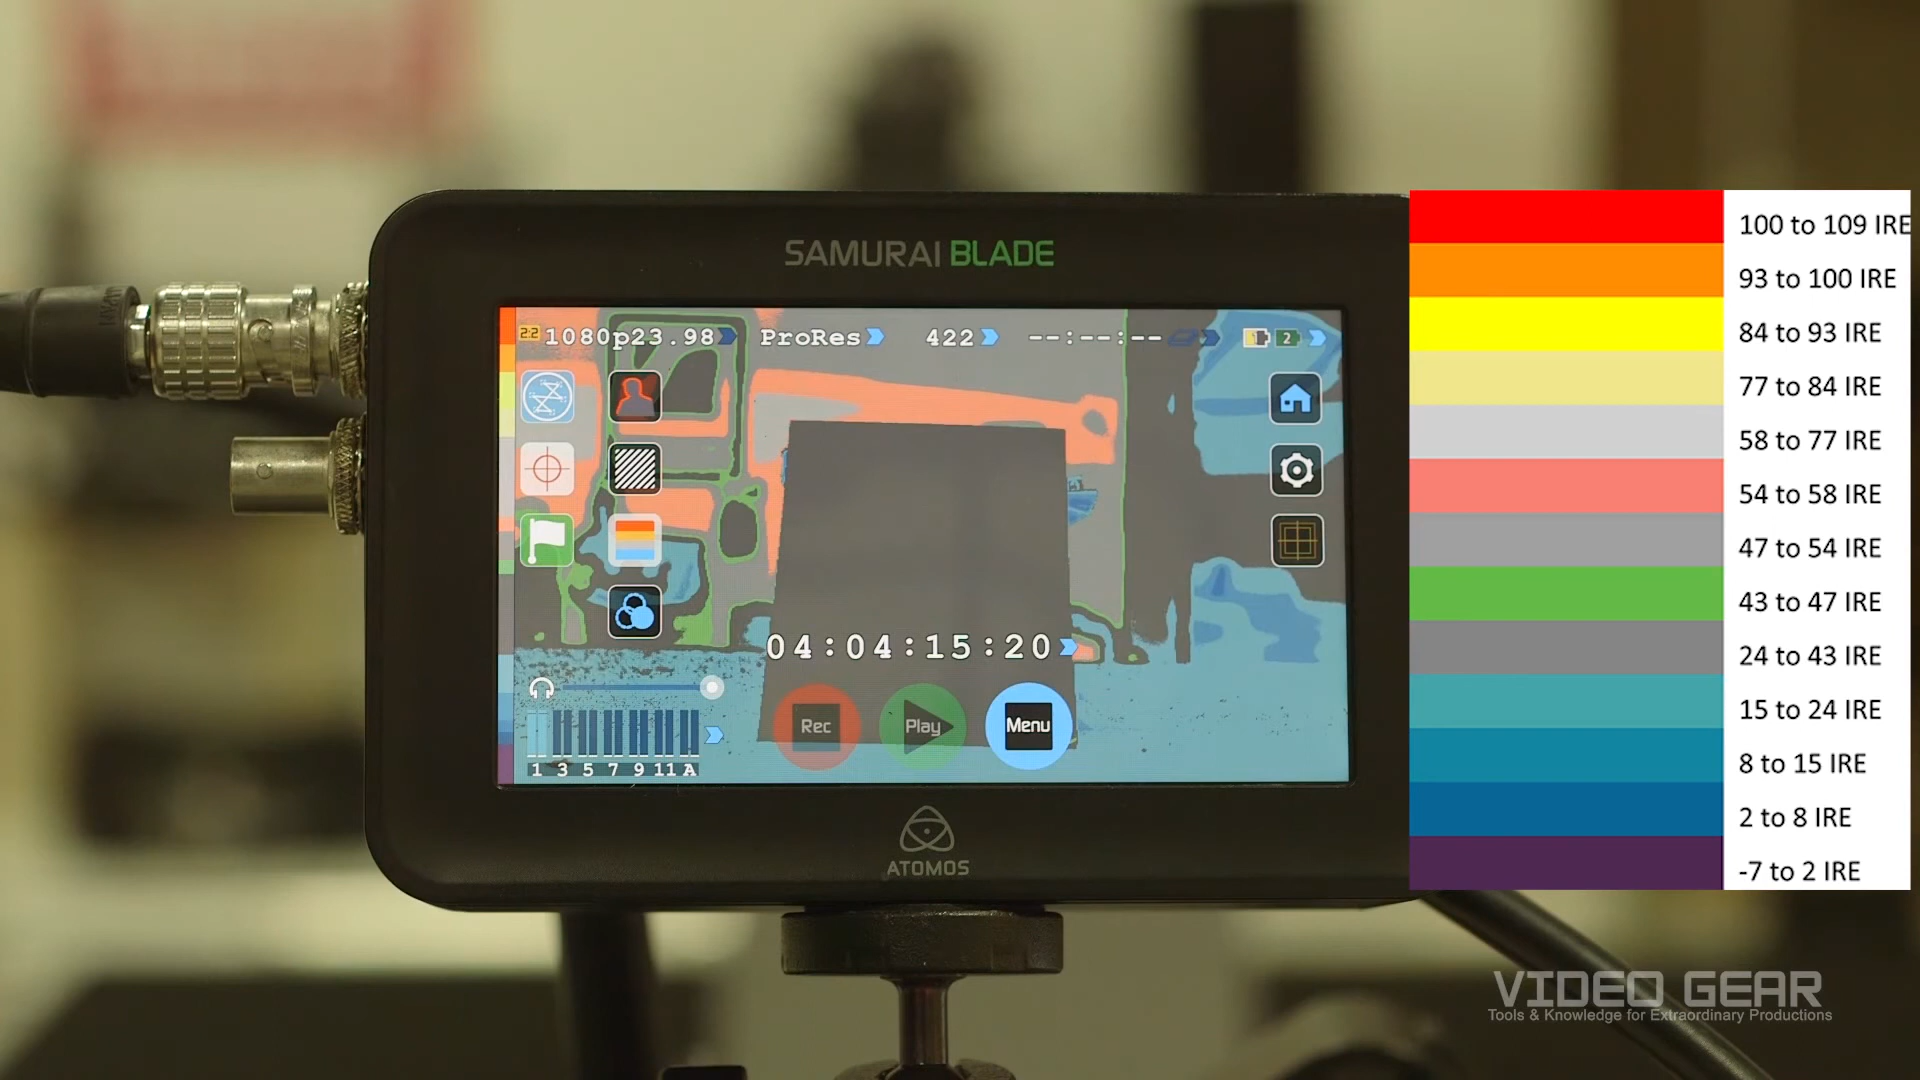 SAMURAI BLADE
2:2 1080p23.98 ProRes 422 --:--:-- 1 2
04:04:15:20
Rec Play Menu
1 3 5 7 9 11 A
ATOMOS
100 to 109 IRE
93 to 100 IRE
84 to 93 IRE
77 to 84 IRE
58 to 77 IRE
54 to 58 IRE
47 to 54 IRE
43 to 47 IRE
24 to 43 IRE
15 to 24 IRE
8 to 15 IRE
2 to 8 IRE
-7 to 2 IRE
VIDEO GEAR
Tools & Knowledge for Extraordinary Productions